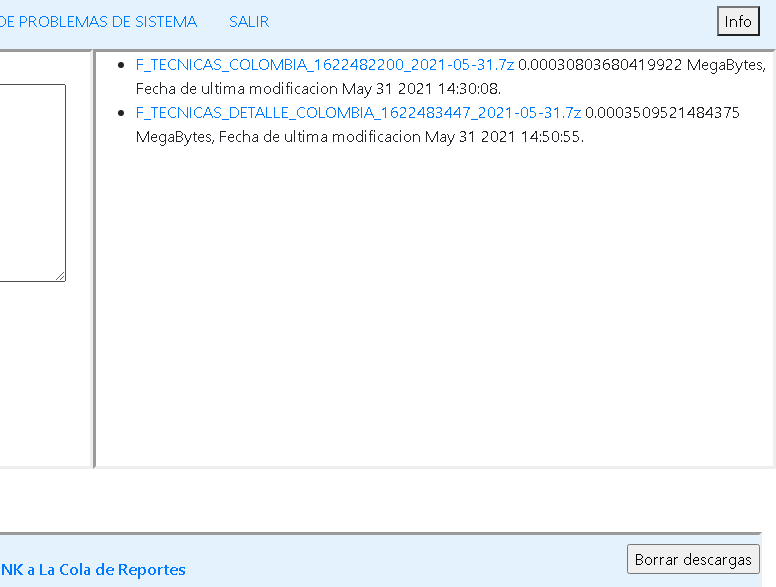 DE PROBLEMAS DE SISTEMA SALIR Info
F_TECNICAS_COLOMBIA_1622482200_2021-05-31.7z 0.00030803680419922 MegaBytes,
Fecha de ultima modificacion May 31 2021 14:30:08.
F_TECNICAS_DETALLE_COLOMBIA_1622483447_2021-05-31.7z 0.0003509521484375
MegaBytes, Fecha de ultima modificacion May 31 2021 14:50:55.
NK a La Cola de Reportes Borrar descargas